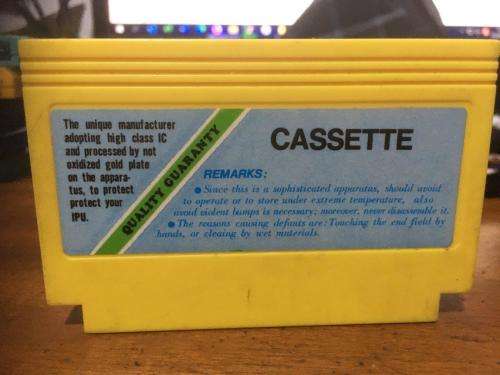 The unique manufacturer
adopting high class IC
and processed by not
oxidized gold plate
on the appara-
tus, to protect
protect your
IPU.
QUALITY GUARANTY
CASSETTE
REMARKS:
● Since this is a sophisticated apparatus, should avoid
to operate or to store under extreme temperature, also
avoid violent bumps is necessary; moreover, never disassemble it.
● The reasons causing defauts are: Touching the end field by
hands, or cleaing by wet materials.